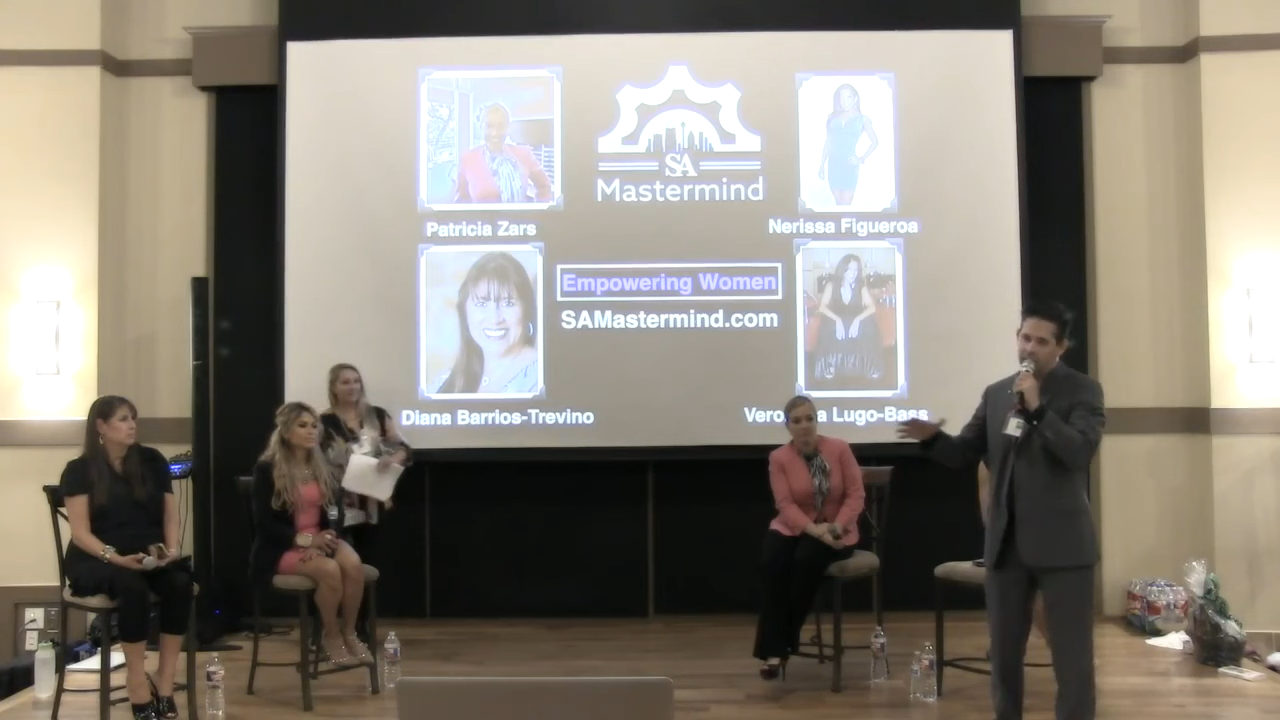 SA
Mastermind
Patricia Zars
Nerissa Figueroa
Empowering Women
SAMastermind.com
Diana Barrios-Trevino
Lugo-Bass